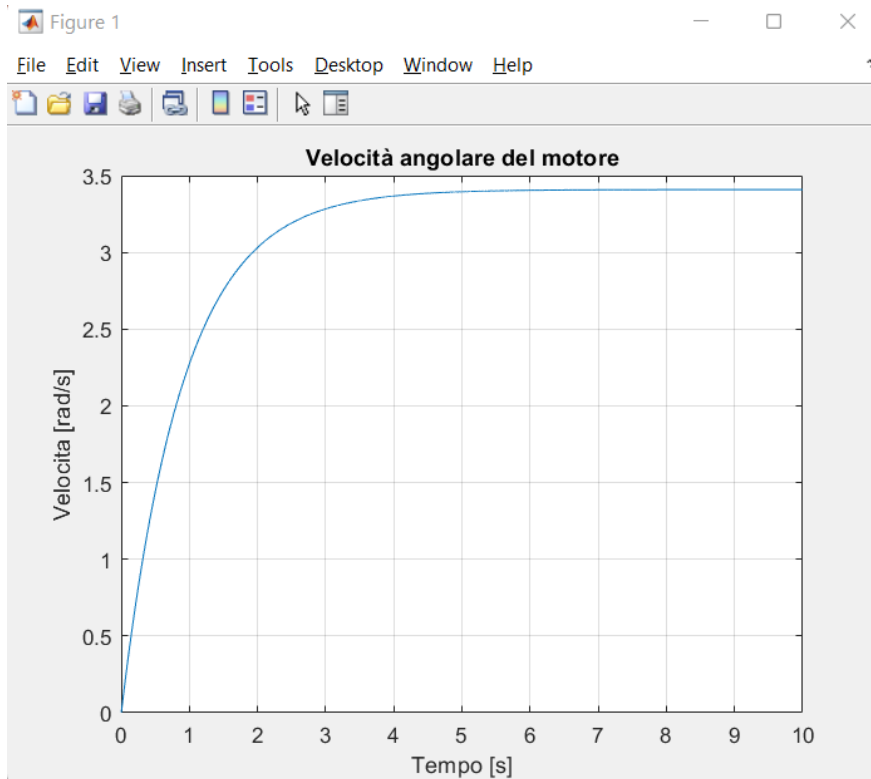 Figure 1
File Edit View Insert Tools Desktop Window Help
Velocità angolare del motore
3.5
3
2.5
2
1.5
1
0.5
0
Velocita [rad/s]
0 1 2 3 4 5 6 7 8 9 10
Tempo [s]